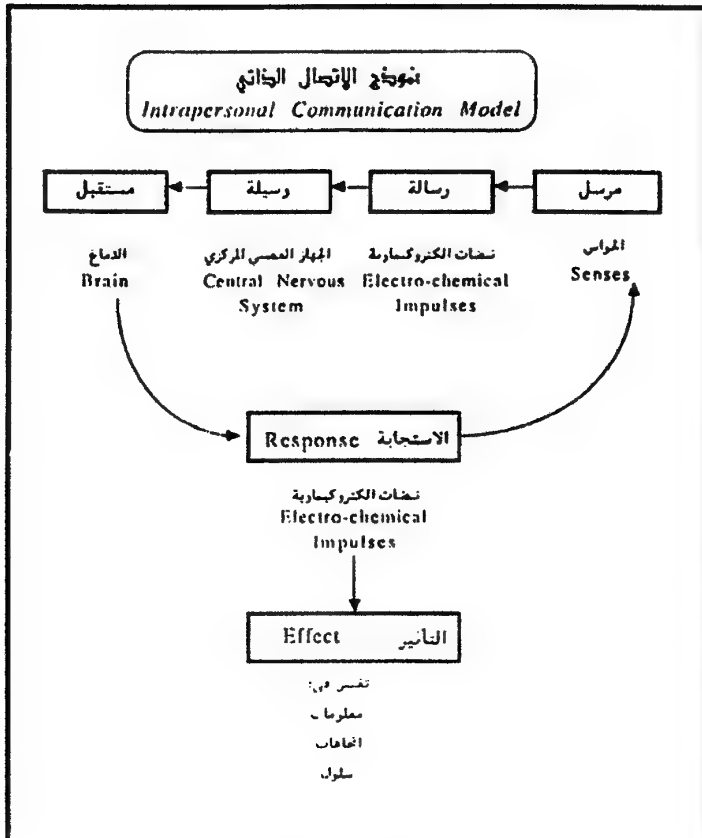 نموذج الاتصال الذاتي
Intrapersonal Communication Model
مرسل
رسالة
وسيلة
مستقبل
الحواس
Senses
نبضات الكتروكيماوية
Electro-chemical
Impulses
الجهاز العصبي المركزي
Central Nervous
System
الدماغ
Brain
الاستجابة Response
نبضات الكتروكيماوية
Electro-chemical
Impulses
التأثير Effect
في:
معلومات
اتجاهات
سلوك